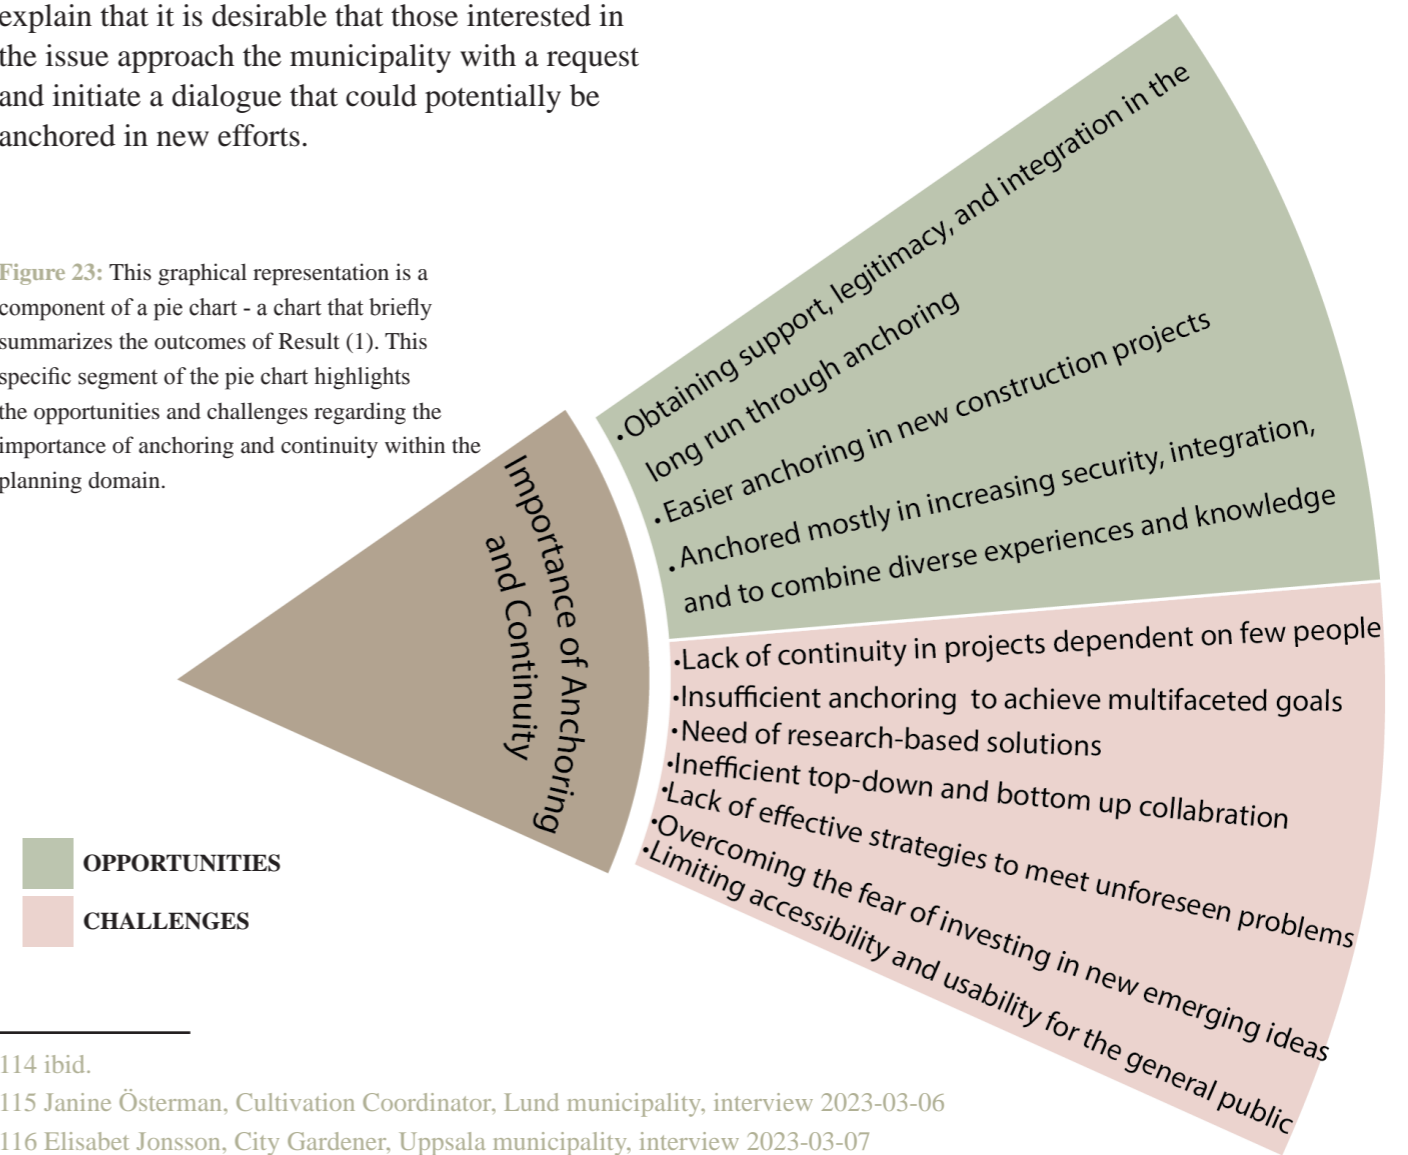 explain that it is desirable that those interested in
the issue approach the municipality with a request
and initiate a dialogue that could potentially be
anchored in new efforts.
Figure 23: This graphical representation is a
component of a pie chart - a chart that briefly
summarizes the outcomes of Result (1). This
specific segment of the pie chart highlights
the opportunities and challenges regarding the
importance of anchoring and continuity within the
planning domain.
Importance of Anchoring
and Continuity
•Obtaining support, legitimacy, and integration in the
long run through anchoring
•Easier anchoring in new construction projects
•Anchored mostly in increasing security, integration,
and to combine diverse experiences and knowledge
•Lack of continuity in projects dependent on few people
•Insufficient anchoring  to achieve multifaceted goals
•Need of research-based solutions
•Inefficient top-down and bottom up collabration
•Lack of effective strategies to meet unforeseen problems
•Overcoming the fear of investing in new emerging ideas
•Limiting accessibility and usability for the general public
OPPORTUNITIES
CHALLENGES
114 ibid.
115 Janine Österman, Cultivation Coordinator, Lund municipality, interview 2023-03-06
116 Elisabet Jonsson, City Gardener, Uppsala municipality, interview 2023-03-07